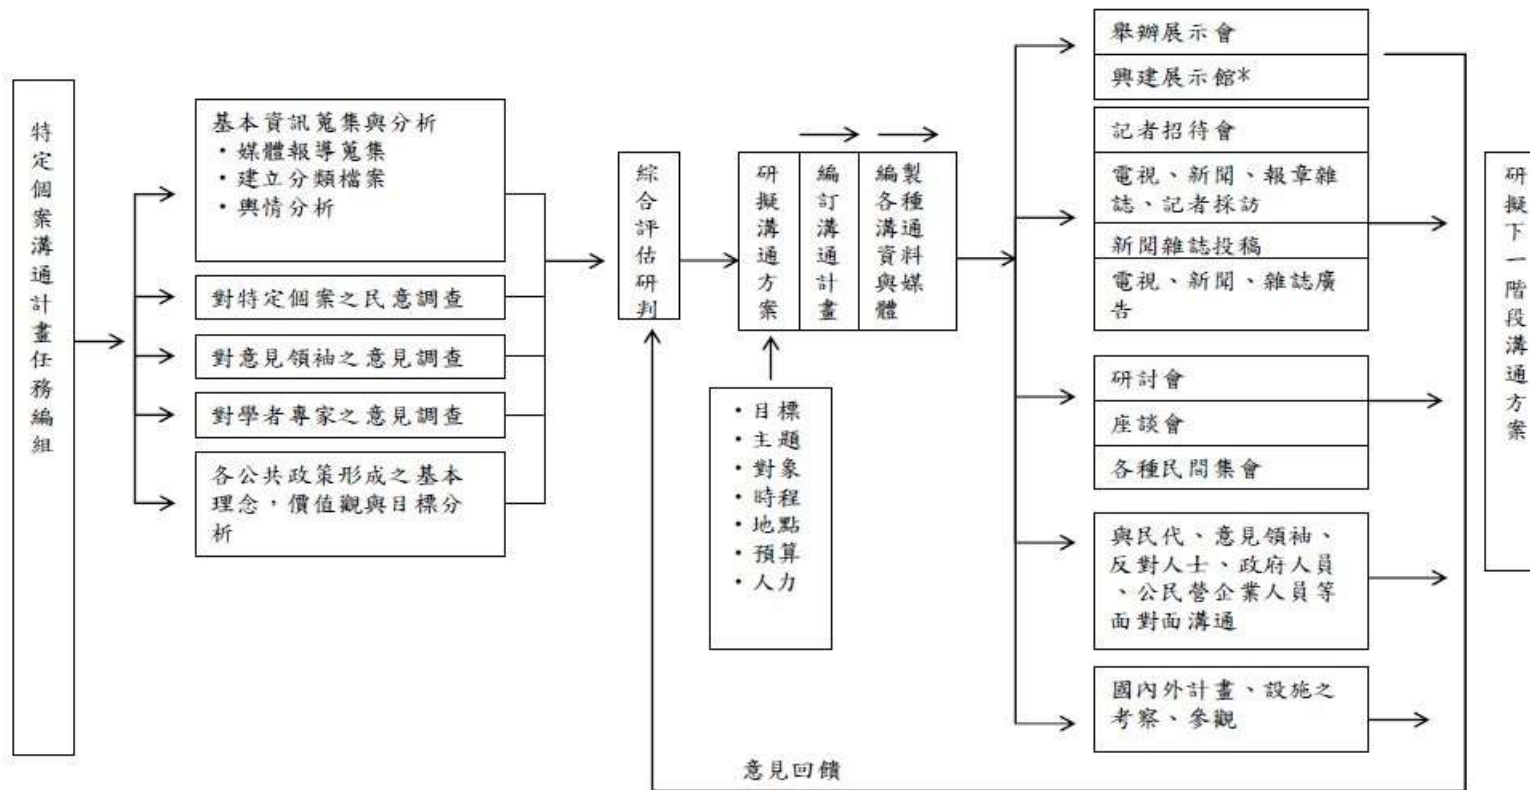 特定個案溝通計畫任務編組
基本資訊蒐集與分析
・媒體報導蒐集
・建立分類檔案
・輿情分析
對特定個案之民意調查
對意見領袖之意見調查
對學者專家之意見調查
各公共政策形成之基本
理念，價值觀與目標分
析
綜合評估研判
研擬溝通方案
編訂溝通計畫
編製各種溝通資料與媒體
・目標
・主題
・對象
・時程
・地點
・預算
・人力
舉辦展示會
興建展示館*
記者招待會
電視、新聞、報章雜
誌、記者採訪
新聞雜誌投稿
電視、新聞、雜誌廣
告
研討會
座談會
各種民間集會
與民代、意見領袖、
反對人士、政府人員
、公民營企業人員等
面對面溝通
國內外計畫、設施之
考察、參觀
研擬下一階段溝通方案
意見回饋